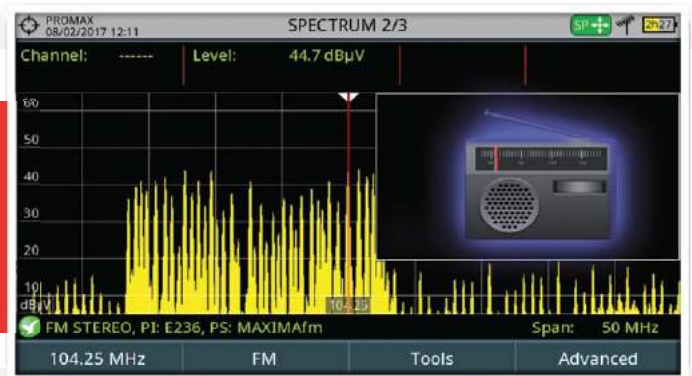 PROMAX
08/02/2017 12:11
SPECTRUM 2/3
SP
2h27
Channel: ------ Level: 44.7 dBµV
60
50
40
30
20
10
dBµV
104.25
FM STEREO, PI: E236, PS: MAXIMAfm
Span: 50 MHz
104.25 MHz
FM
Tools
Advanced